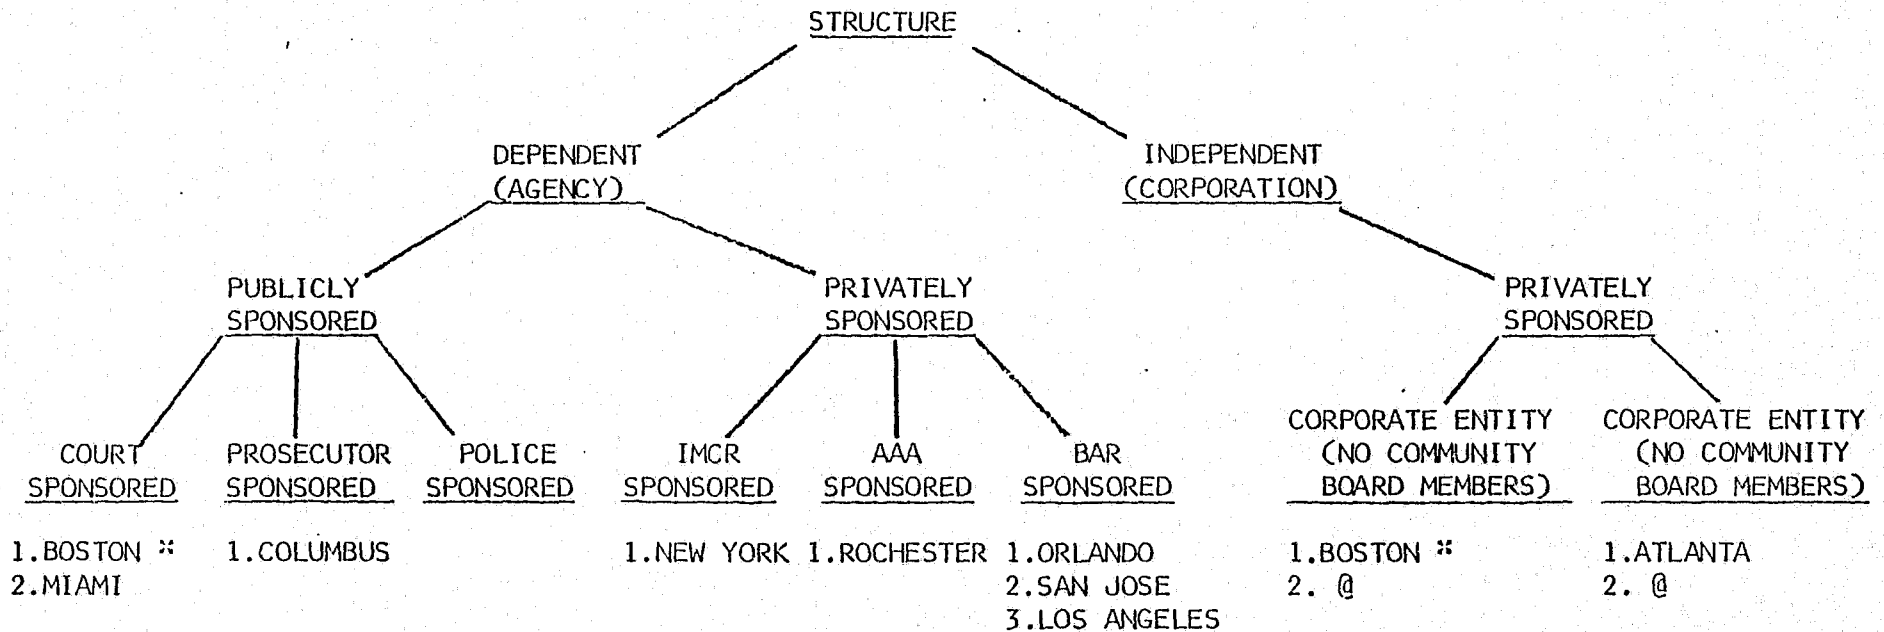 STRUCTURE
DEPENDENT
(AGENCY)
INDEPENDENT
(CORPORATION)
PUBLICLY
SPONSORED
PRIVATELY
SPONSORED
PRIVATELY
SPONSORED
COURT
SPONSORED
PROSECUTOR
SPONSORED
POLICE
SPONSORED
IMCR
SPONSORED
AAA
SPONSORED
BAR
SPONSORED
CORPORATE ENTITY
(NO COMMUNITY
BOARD MEMBERS)
CORPORATE ENTITY
(NO COMMUNITY
BOARD MEMBERS)
1.BOSTON *
2.MIAMI
1.COLUMBUS
1.NEW YORK
1.ROCHESTER
1.ORLANDO
2.SAN JOSE
3.LOS ANGELES
1.BOSTON *
2. @
1.ATLANTA
2. @